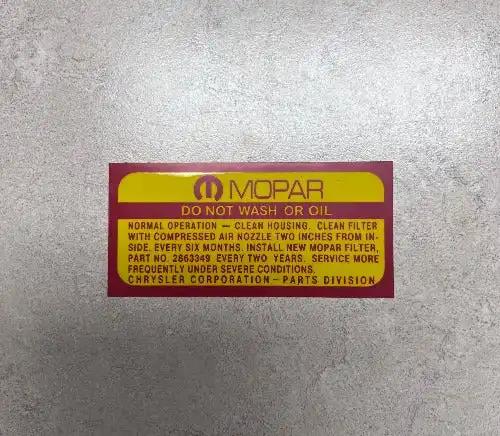 MOPAR
DO NOT WASH OR OIL
NORMAL OPERATION – CLEAN HOUSING. CLEAN FILTER
WITH COMPRESSED AIR NOZZLE TWO INCHES FROM IN-
SIDE. EVERY SIX MONTHS. INSTALL NEW MOPAR FILTER,
PART NO. 2863349 EVERY TWO YEARS. SERVICE MORE
FREQUENTLY UNDER SEVERE CONDITIONS.
CHRYSLER CORPORATION – PARTS DIVISION